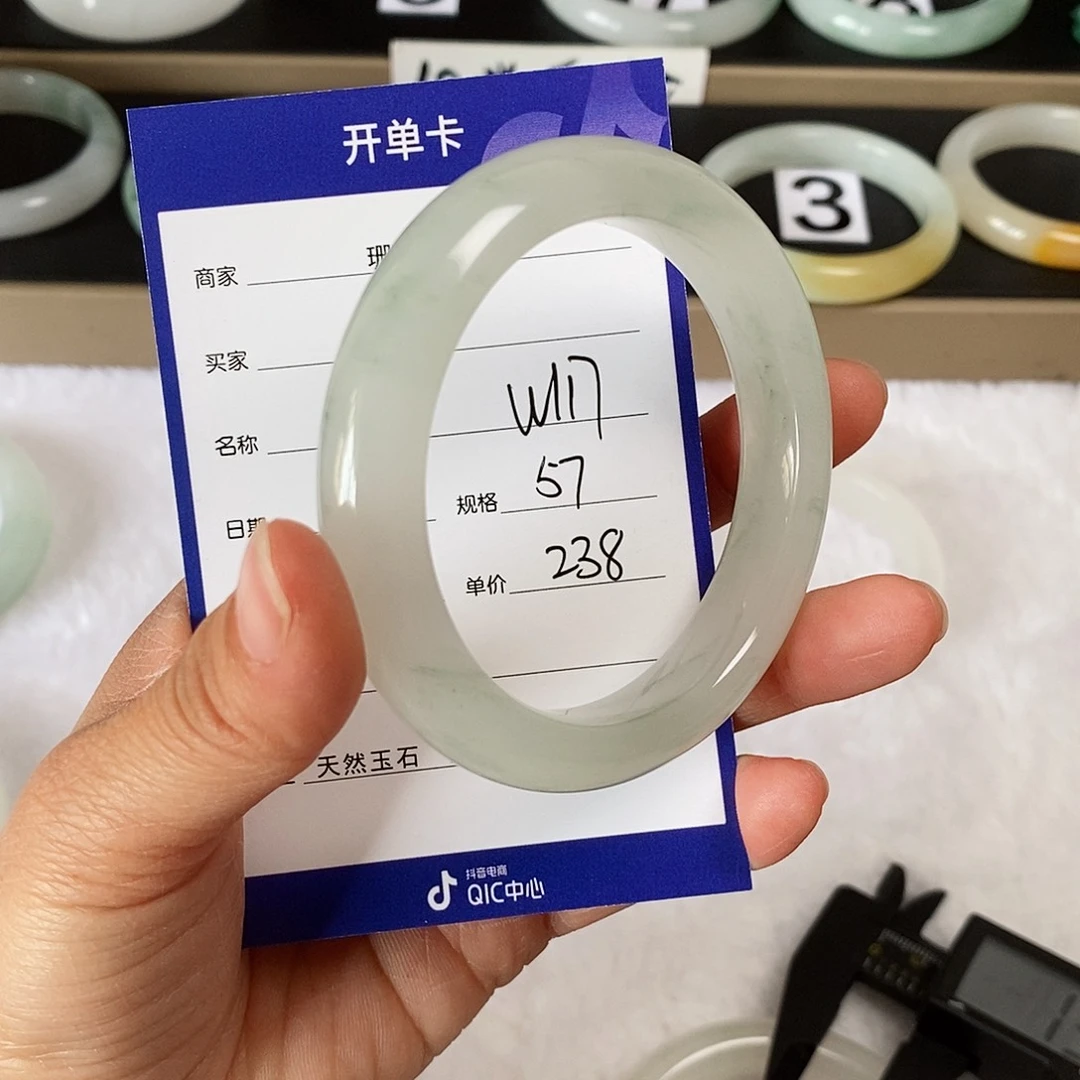 开单卡
商家
买家
名称 W117
规格 57
日期
单价 238
天然玉石
抖音电商
QIC中心
3